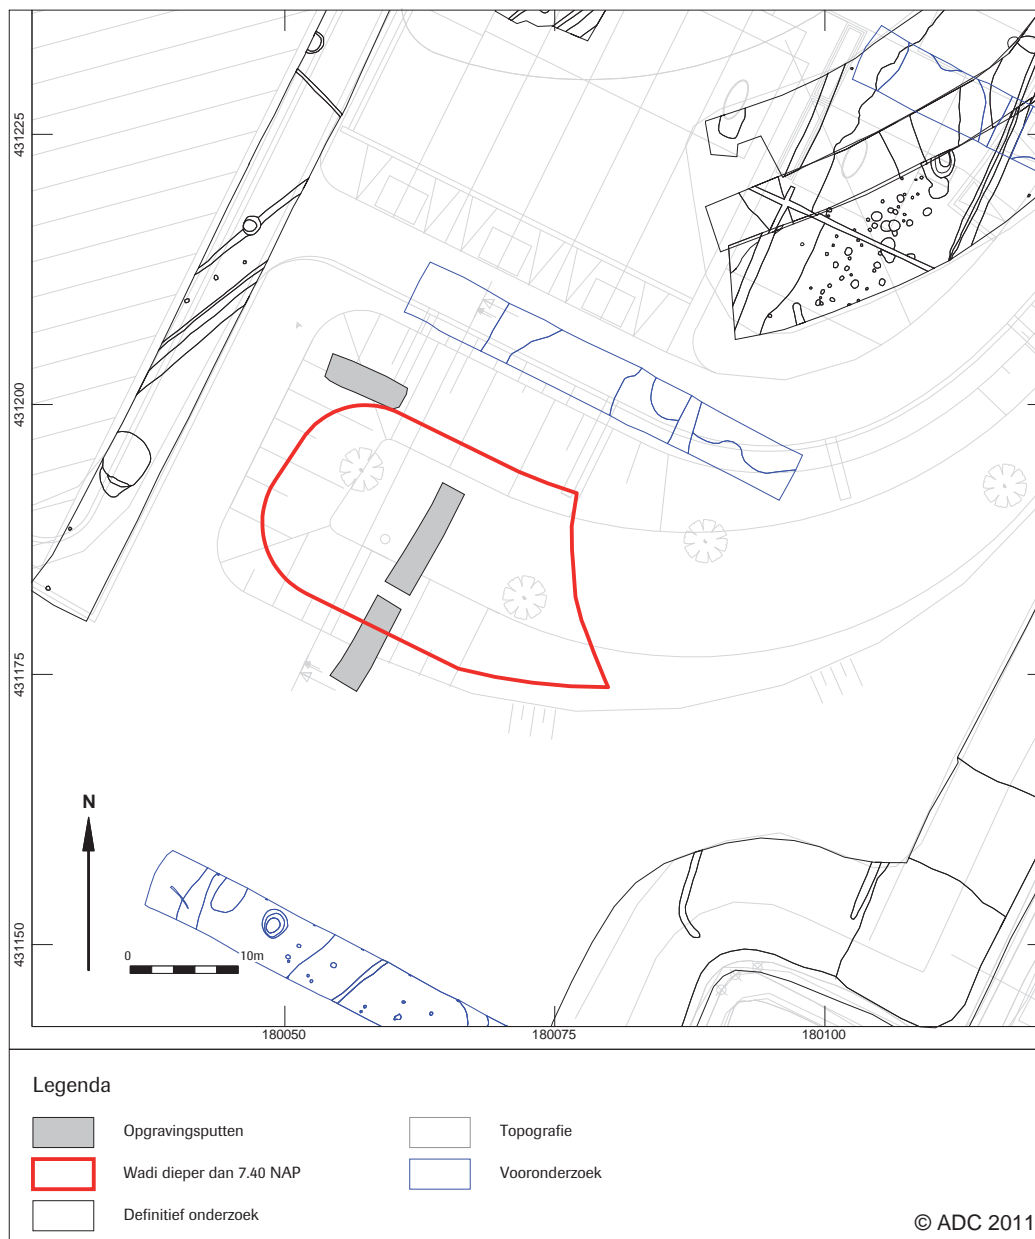 431225
431200
431175
431150
N
0 10m
180050 180075 180100
Legenda
Opgravingsputten
Topografie
Wadi dieper dan 7.40 NAP
Vooronderzoek
Definitief onderzoek
© ADC 2011